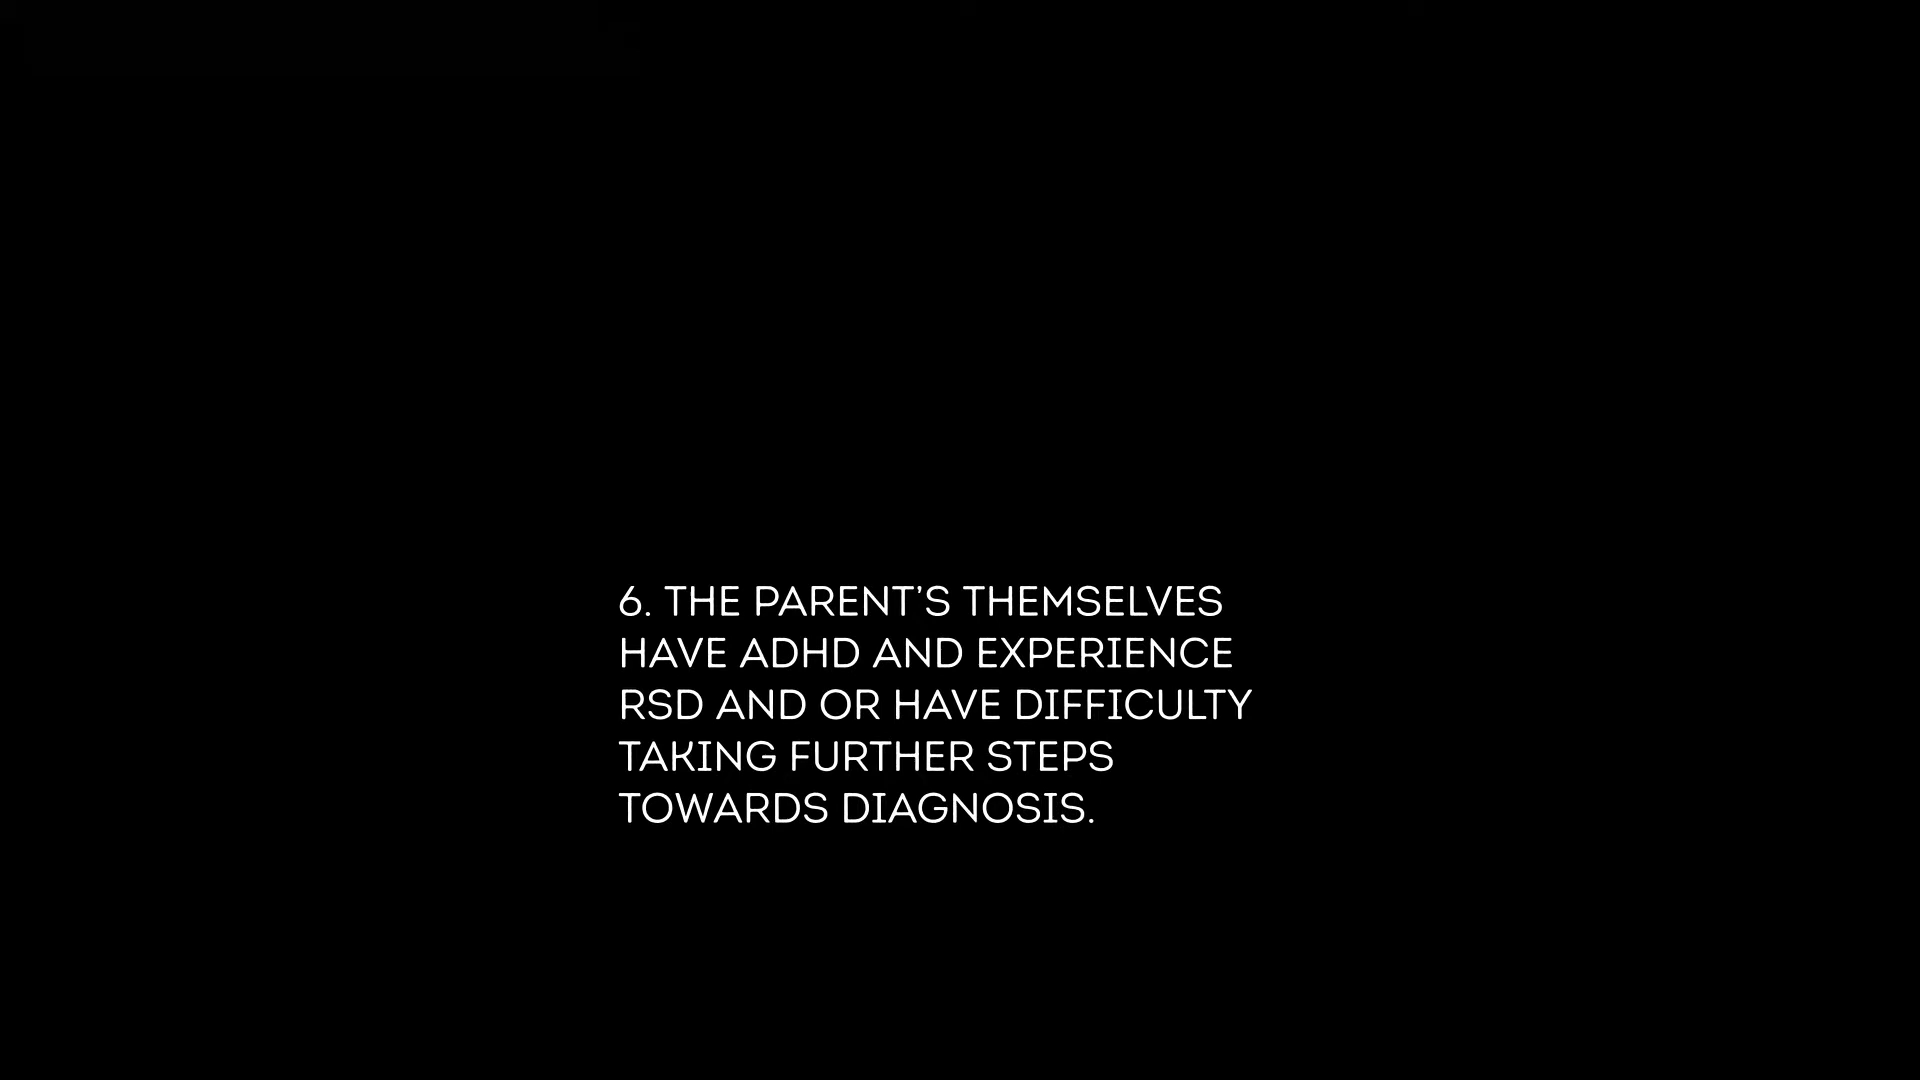 6. THE PARENT’S THEMSELVES
HAVE ADHD AND EXPERIENCE
RSD AND OR HAVE DIFFICULTY
TAKING FURTHER STEPS
TOWARDS DIAGNOSIS.